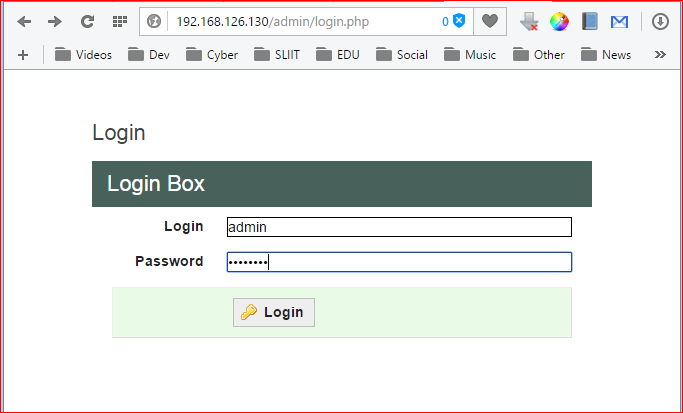 192.168.126.130/admin/login.php 0
Videos Dev Cyber SLIIT EDU Social Music Other News
Login
Login Box
Login admin
Password ••••••••
Login